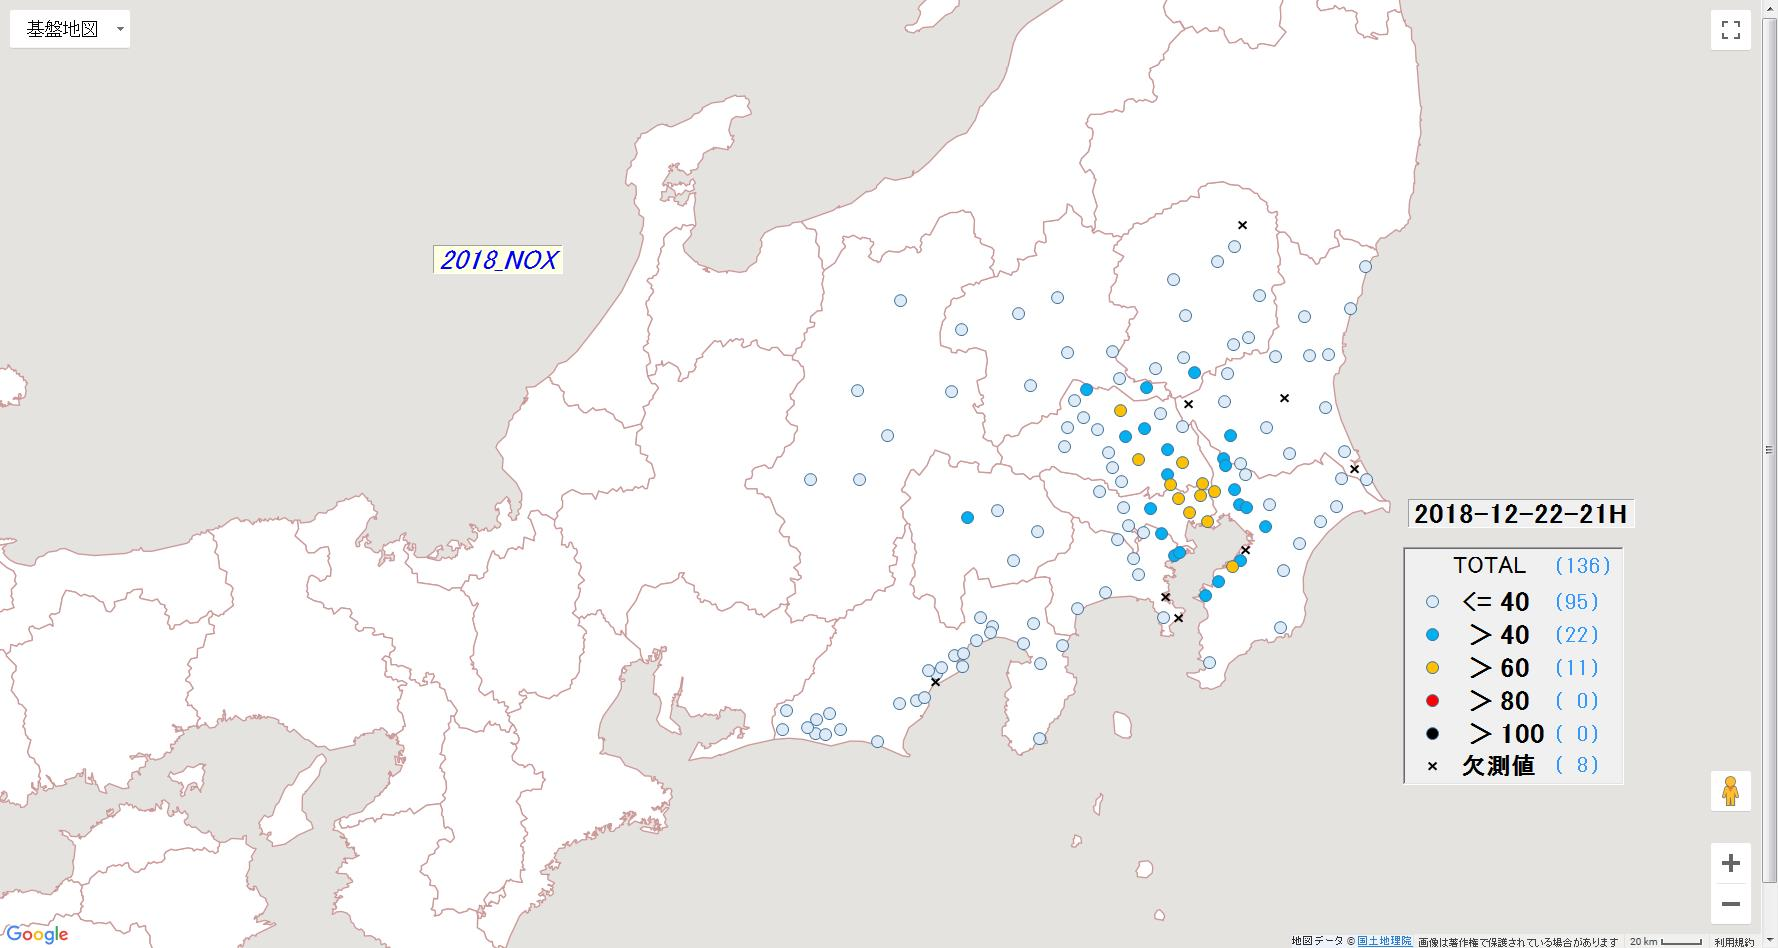 基盤地図
2018_NOX
2018-12-22-21H
TOTAL (136)
<= 40 (95)
> 40 (22)
> 60 (11)
> 80 ( 0)
> 100 ( 0)
× 欠測値 ( 8)
Google
地図データ © 国土地理院 画像は著作権で保護されている場合があります 20 km 利用規約